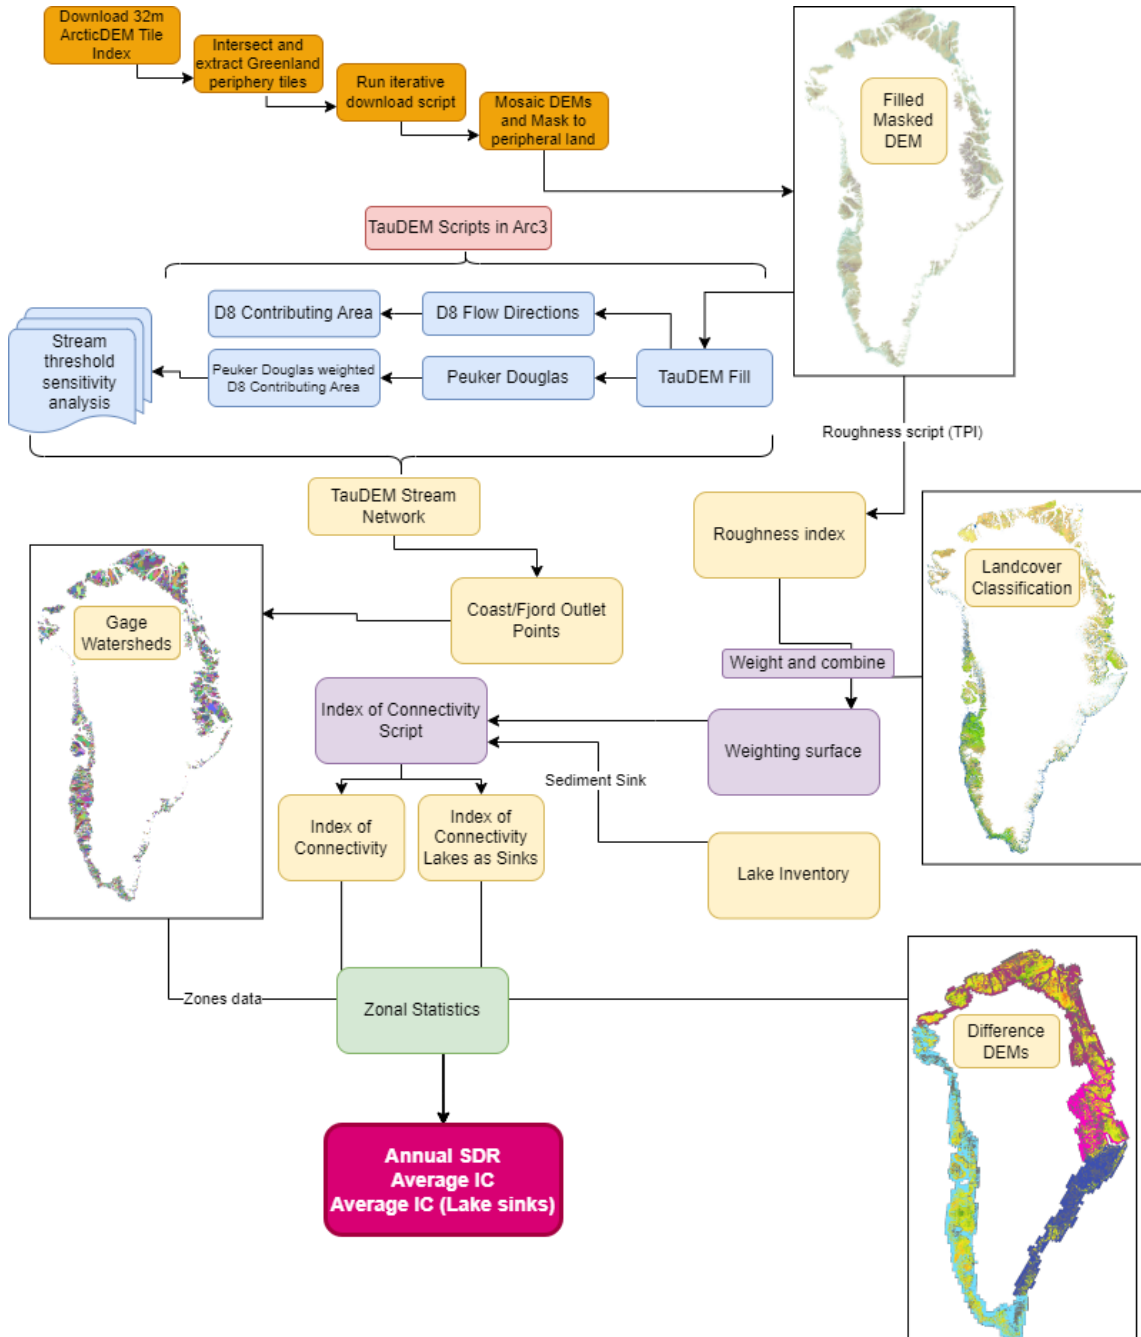 Download 32m
ArcticDEM Tile
Index
Intersect and
extract Greenland
periphery tiles
Run iterative
download script
Mosaic DEMs
and Mask to
peripheral land
Filled
Masked
DEM
TauDEM Scripts in Arc3
D8 Contributing Area
D8 Flow Directions
Stream
threshold
sensitivity
analysis
Peuker Douglas weighted
D8 Contributing Area
Peuker Douglas
TauDEM Fill
Roughness script (TPI)
TauDEM Stream
Network
Roughness index
Landcover
Classification
Gage
Watersheds
Coast/Fjord Outlet
Points
Weight and combine
Index of Connectivity
Script
Weighting surface
Sediment Sink
Index of
Connectivity
Index of
Connectivity
Lakes as Sinks
Lake Inventory
Zones data
Zonal Statistics
Difference
DEMs
Annual SDR
Average IC
Average IC (Lake sinks)